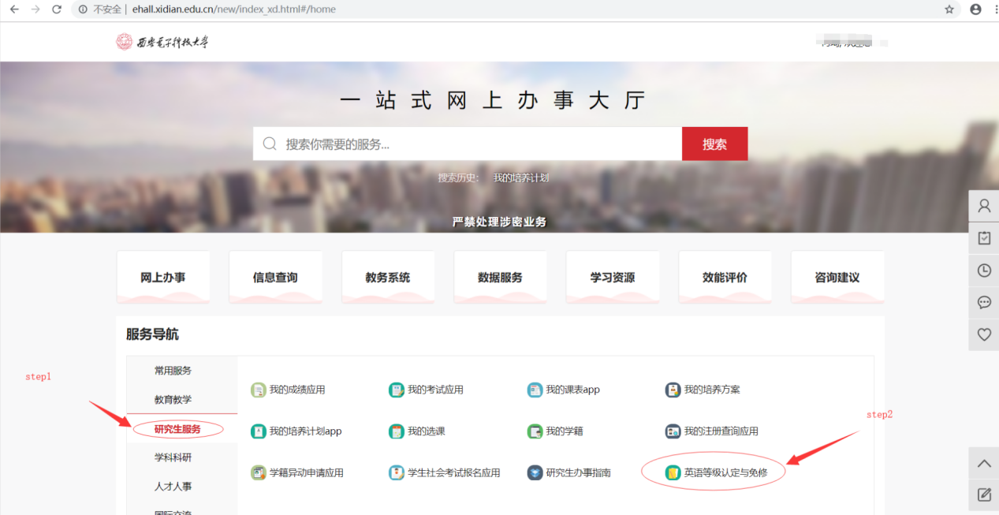 不安全 | ehall.xidian.edu.cn/new/index_xd.html#/home
西安电子科技大学
一站式网上办事大厅
搜索你需要的服务... 搜索
搜索历史： 我的培养计划
严禁处理涉密业务
网上办事 信息查询 教务系统 数据服务 学习资源 效能评价 咨询建议
服务导航
常用服务
教育教学
研究生服务
学科科研
人才人事
国际交流
step1
我的成绩应用 我的考试应用 我的课表app 我的培养方案
step2
我的培养计划app 我的选课 我的学籍 我的注册查询应用
学籍异动申请应用 学生社会考试报名应用 研究生办事指南 英语等级认定与免修